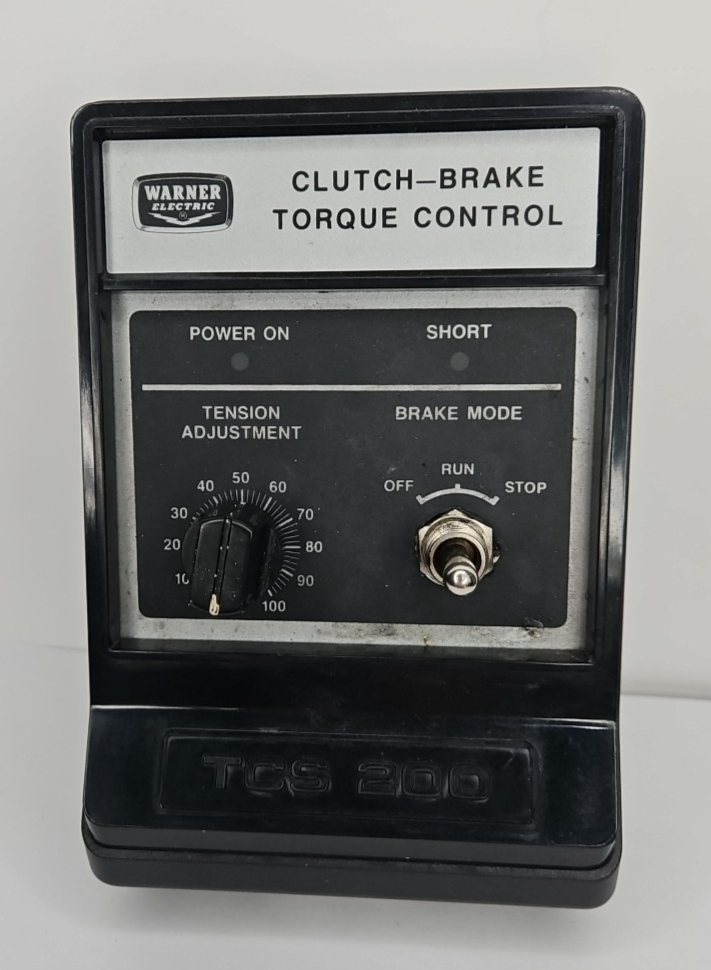 WARNER
ELECTRIC
CLUTCH–BRAKE
TORQUE CONTROL
POWER ON
SHORT
TENSION
ADJUSTMENT
BRAKE MODE
10
20
30
40
50
60
70
80
90
100
OFF
RUN
STOP
TCS 200